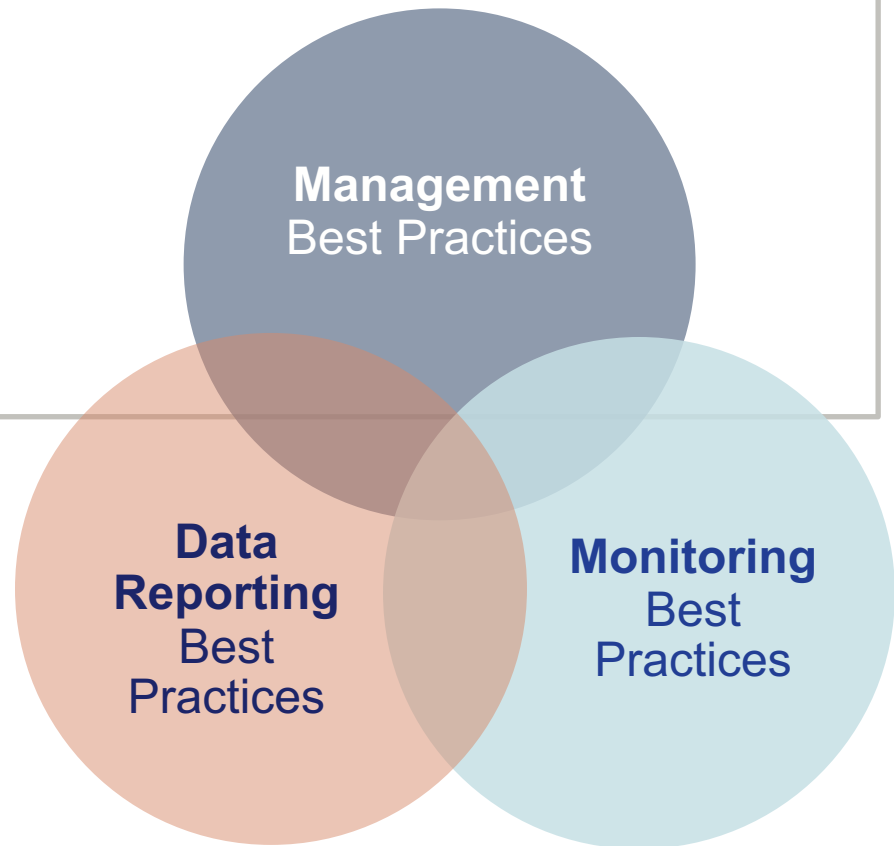 Management
Best Practices
Data
Reporting
Best
Practices
Monitoring
Best
Practices